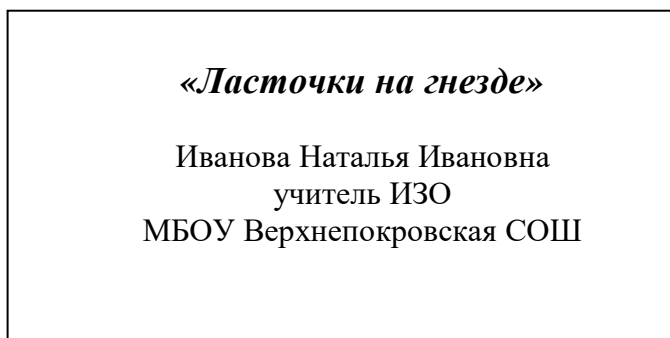 «Ласточки на гнезде»
Иванова Наталья Ивановна
учитель ИЗО
МБОУ Верхнепокровская СОШ